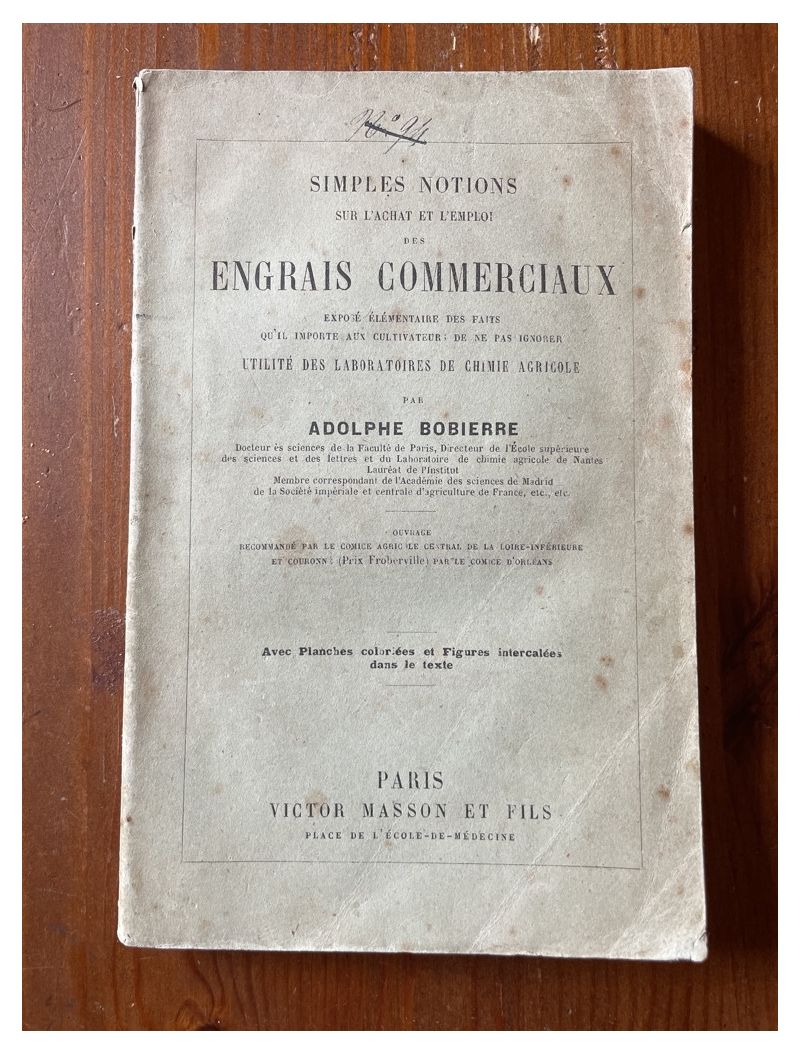 N° 94
SIMPLES NOTIONS
SUR L'ACHAT ET L'EMPLOI
DES
ENGRAIS COMMERCIAUX
EXPOSÉ ÉLÉMENTAIRE DES FAITS
QU'IL IMPORTE AUX CULTIVATEURS DE NE PAS IGNORER
UTILITÉ DES LABORATOIRES DE CHIMIE AGRICOLE
PAR
ADOLPHE BOBIERRE
Docteur ès sciences de la Faculté de Paris, Directeur de l'École supérieure
des sciences et des lettres et du Laboratoire de chimie agricole de Nantes
Lauréat de l'Institut
Membre correspondant de l'Académie des sciences de Madrid
de la Société impériale et centrale d'agriculture de France, etc., etc.
OUVRAGE
RECOMMANDÉ PAR LE COMICE AGRICOLE CENTRAL DE LA LOIRE-INFÉRIEURE
ET COURONNÉ (Prix Froberville) PAR LE COMICE D'ORLÉANS
Avec Planches coloriées et Figures intercalées
dans le texte
PARIS
VICTOR MASSON ET FILS
PLACE DE L'ÉCOLE-DE-MÉDECINE